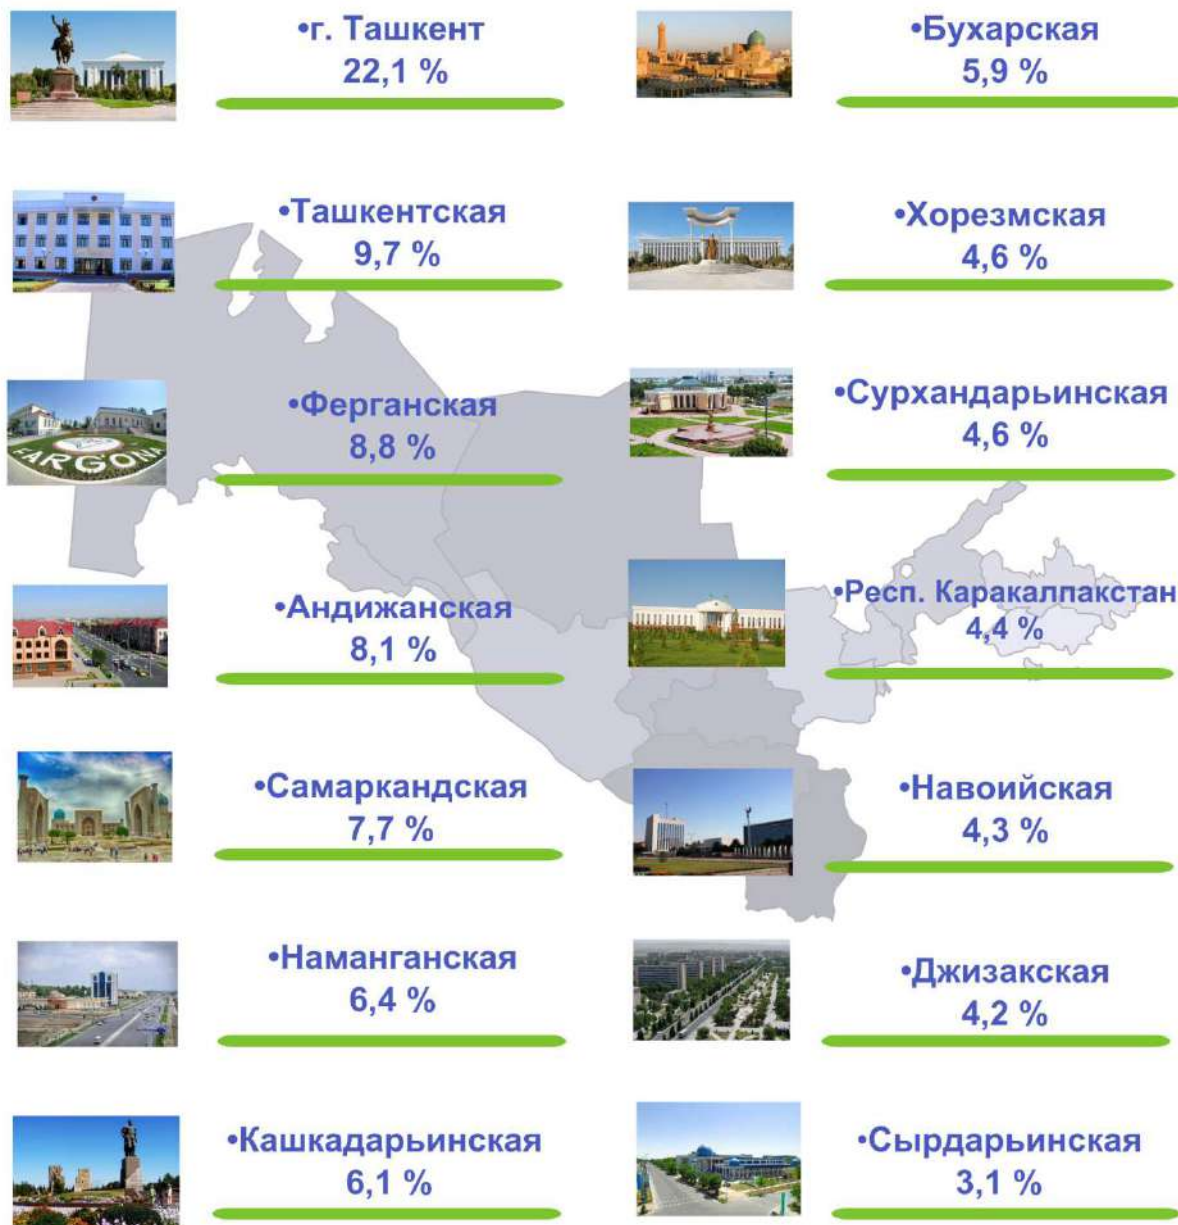 •г. Ташкент
22,1 %
•Ташкентская
9,7 %
•Ферганская
8,8 %
FARGONA
•Андижанская
8,1 %
•Самаркандская
7,7 %
•Наманганская
6,4 %
•Кашкадарьинская
6,1 %
•Бухарская
5,9 %
•Хорезмская
4,6 %
•Сурхандарьинская
4,6 %
•Респ. Каракалпакстан
4,4 %
•Навоийская
4,3 %
•Джизакская
4,2 %
•Сырдарьинская
3,1 %